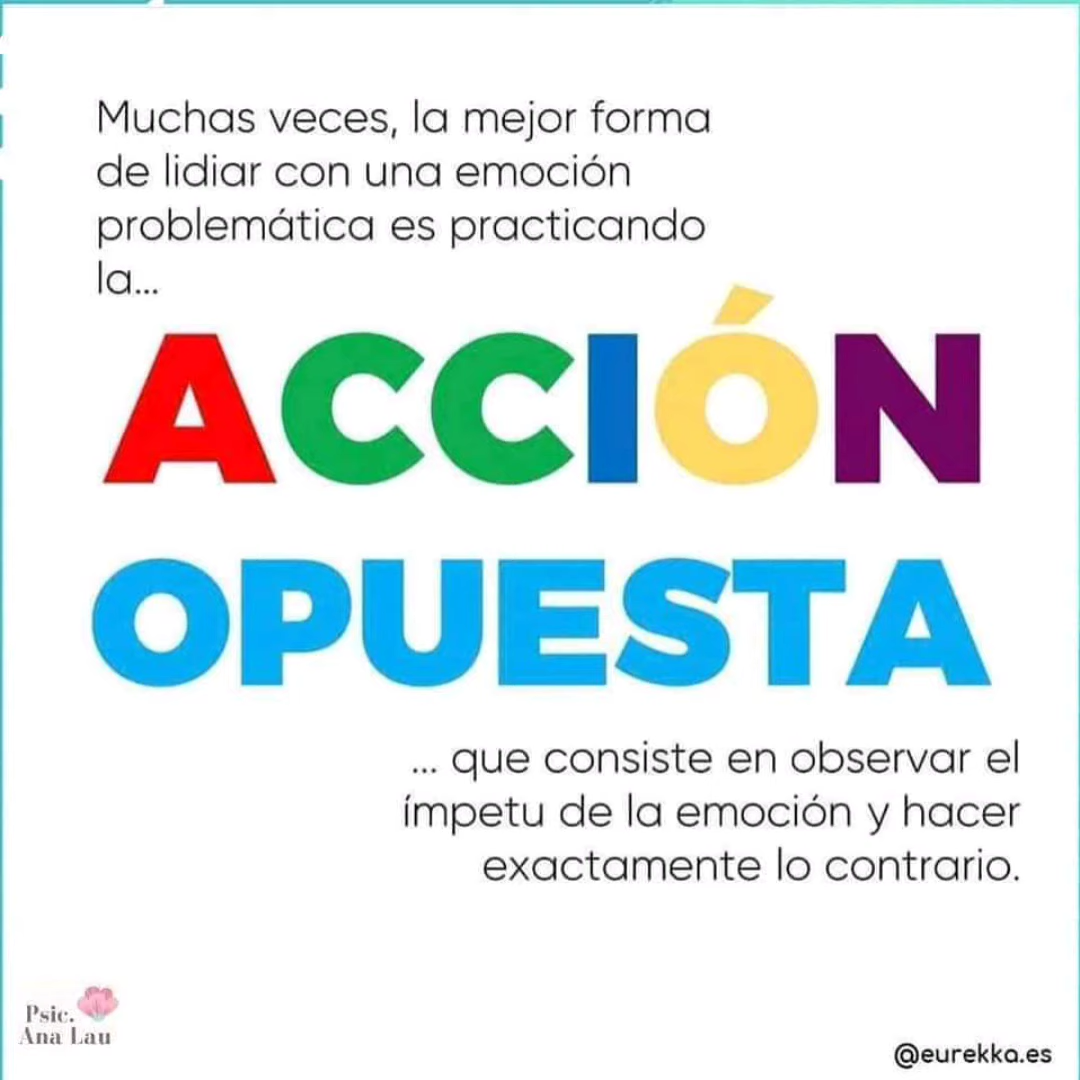 Muchas veces, la mejor forma
de lidiar con una emoción
problemática es practicando
la...
ACCIÓN
OPUESTA
... que consiste en observar el
ímpetu de la emoción y hacer
exactamente lo contrario.
Psic.
Ana Lau
@eurekka.es